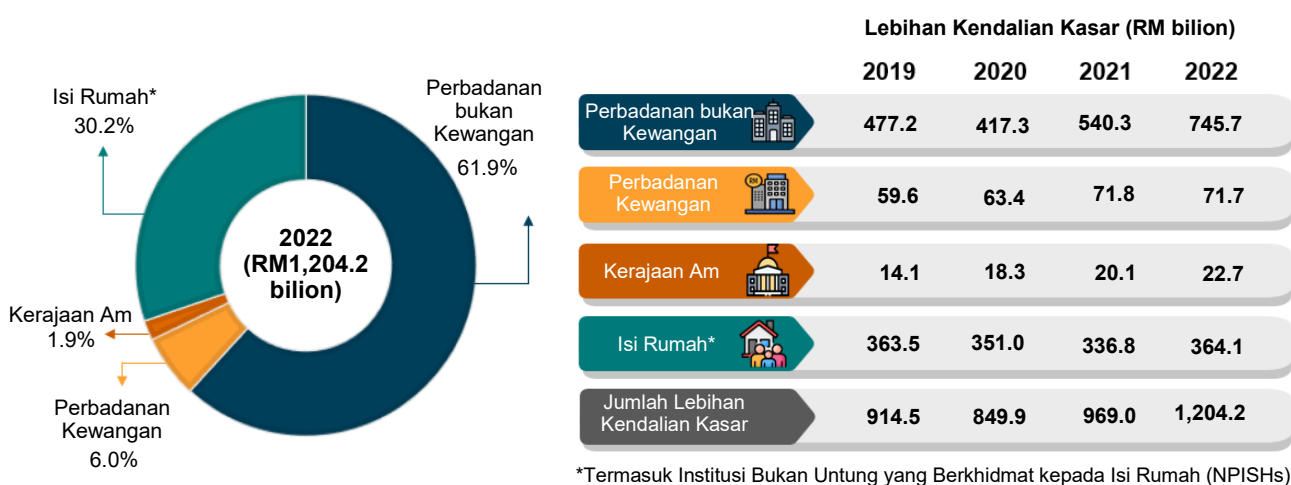 Isi Rumah*
30.2%
Perbadanan
bukan
Kewangan
61.9%
2022
(RM1,204.2
bilion)
Kerajaan Am
1.9%
Perbadanan
Kewangan
6.0%
Lebihan Kendalian Kasar (RM bilion)
2019 2020 2021 2022
Perbadanan bukan
Kewangan
477.2 417.3 540.3 745.7
Perbadanan
Kewangan
RM
59.6 63.4 71.8 71.7
Kerajaan Am
14.1 18.3 20.1 22.7
Isi Rumah*
363.5 351.0 336.8 364.1
Jumlah Lebihan
Kendalian Kasar
914.5 849.9 969.0 1,204.2
*Termasuk Institusi Bukan Untung yang Berkhidmat kepada Isi Rumah (NPISHs)